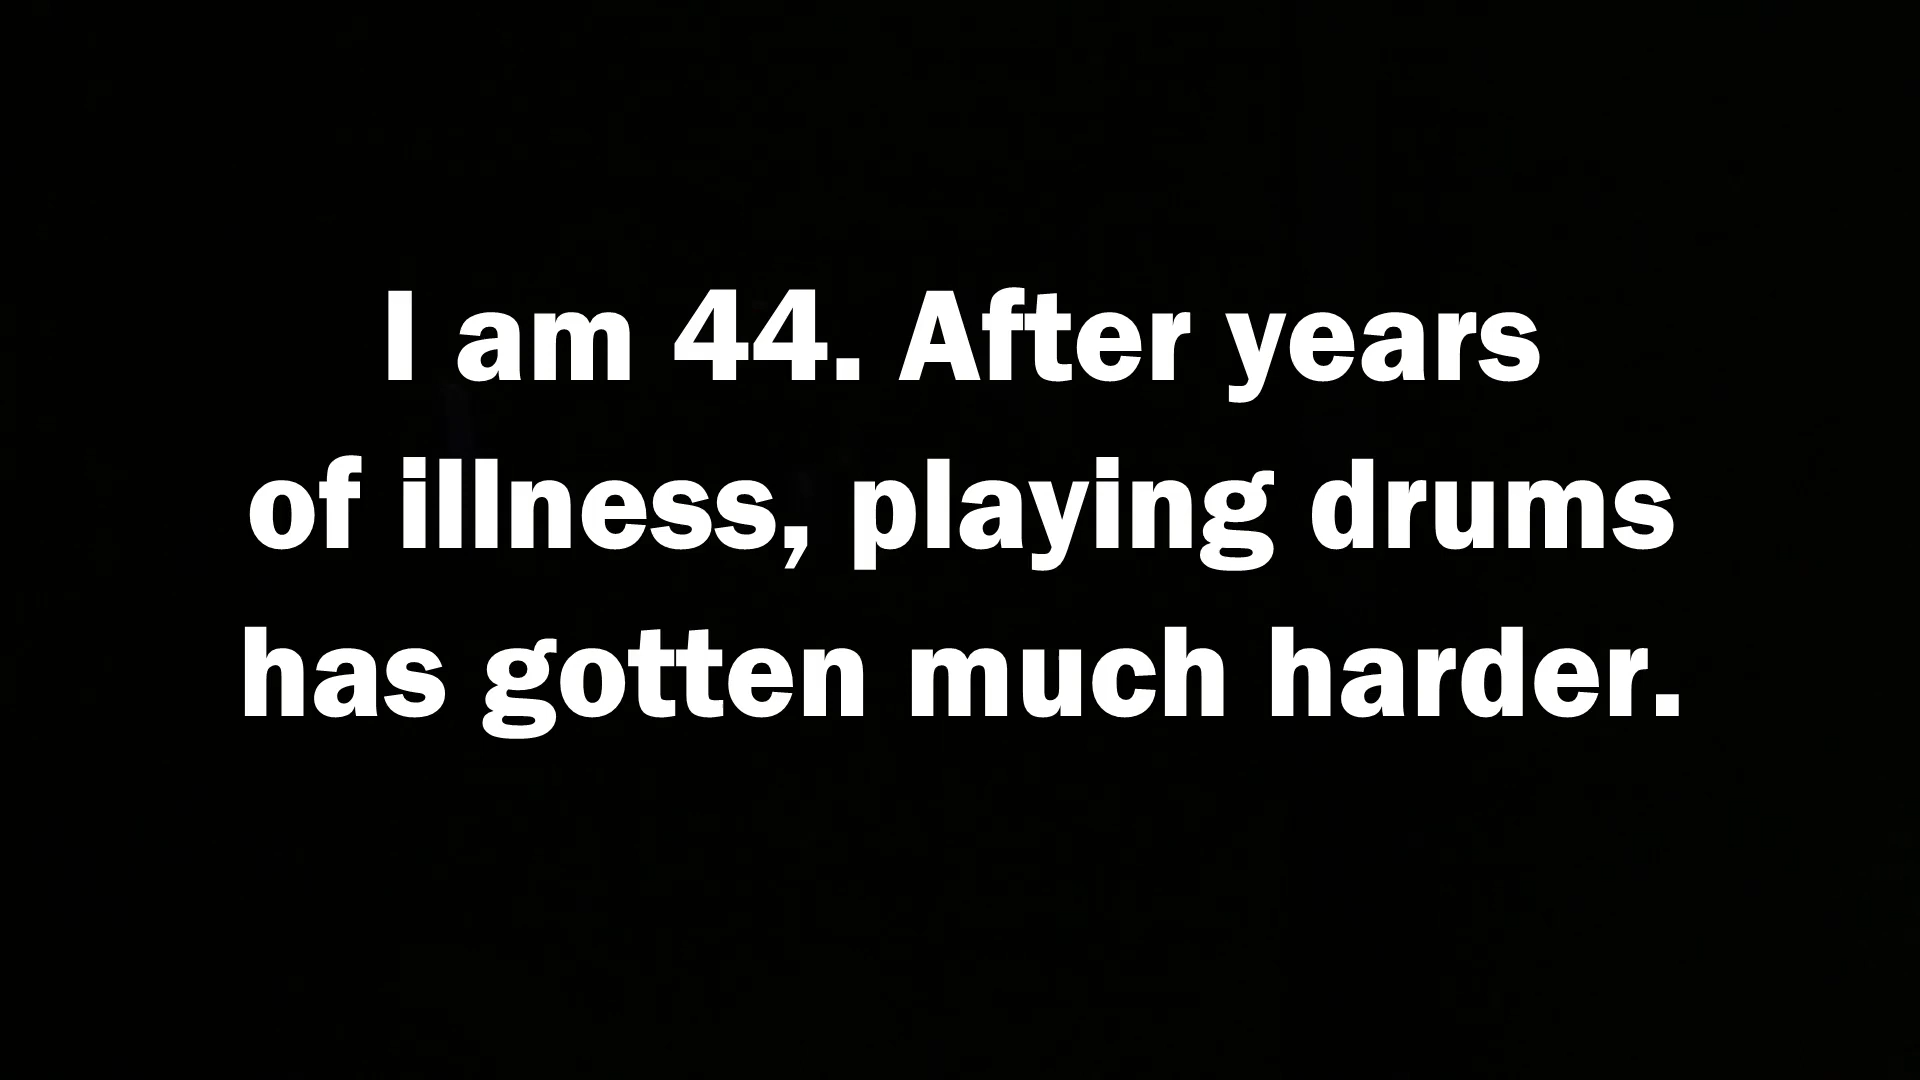 I am 44. After years
of illness, playing drums
has gotten much harder.